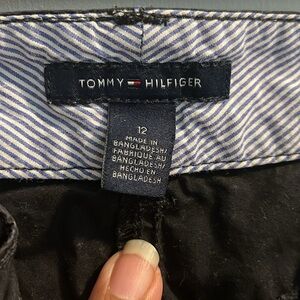 TOMMY HILFIGER
12
MADE IN
BANGLADESH/
FABRIQUÉ AU
BANGLADESH/
HECHO EN
BANGLADESH